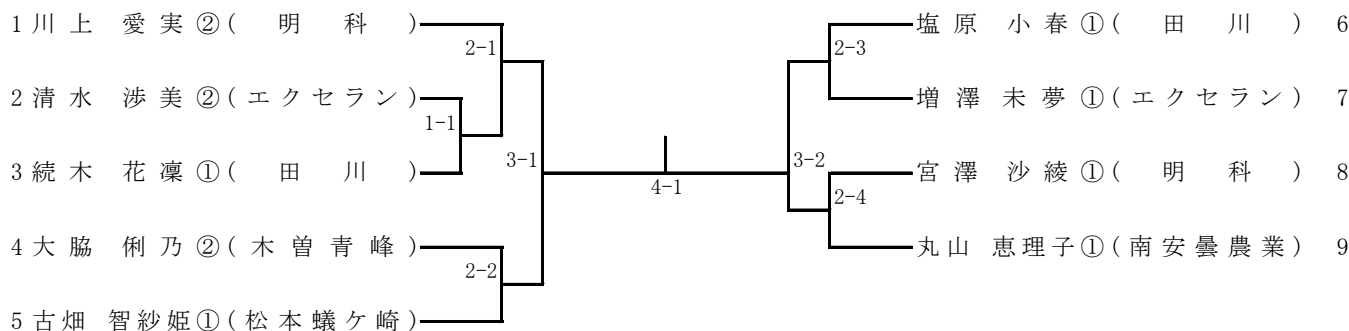 1 川上 愛実 ② ( 明科 )
2-1
2 清水 渉美 ② ( エクセラン )
1-1
3 続木 花凜 ① ( 田川 )
3-1
4 大脇 俐乃 ② ( 木曽青峰 )
2-2
5 古畑 智紗姫 ① ( 松本蟻ケ崎 )
4-1
塩原 小春 ① ( 田川 ) 6
2-3
増澤 未夢 ① ( エクセラン ) 7
3-2
宮澤 沙綾 ① ( 明科 ) 8
2-4
丸山 恵理子 ① ( 南安曇農業 ) 9